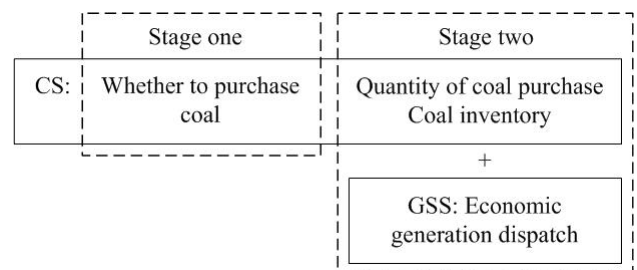 Stage one
Stage two
CS:
Whether to purchase
coal
Quantity of coal purchase
Coal inventory
+
GSS: Economic
generation dispatch